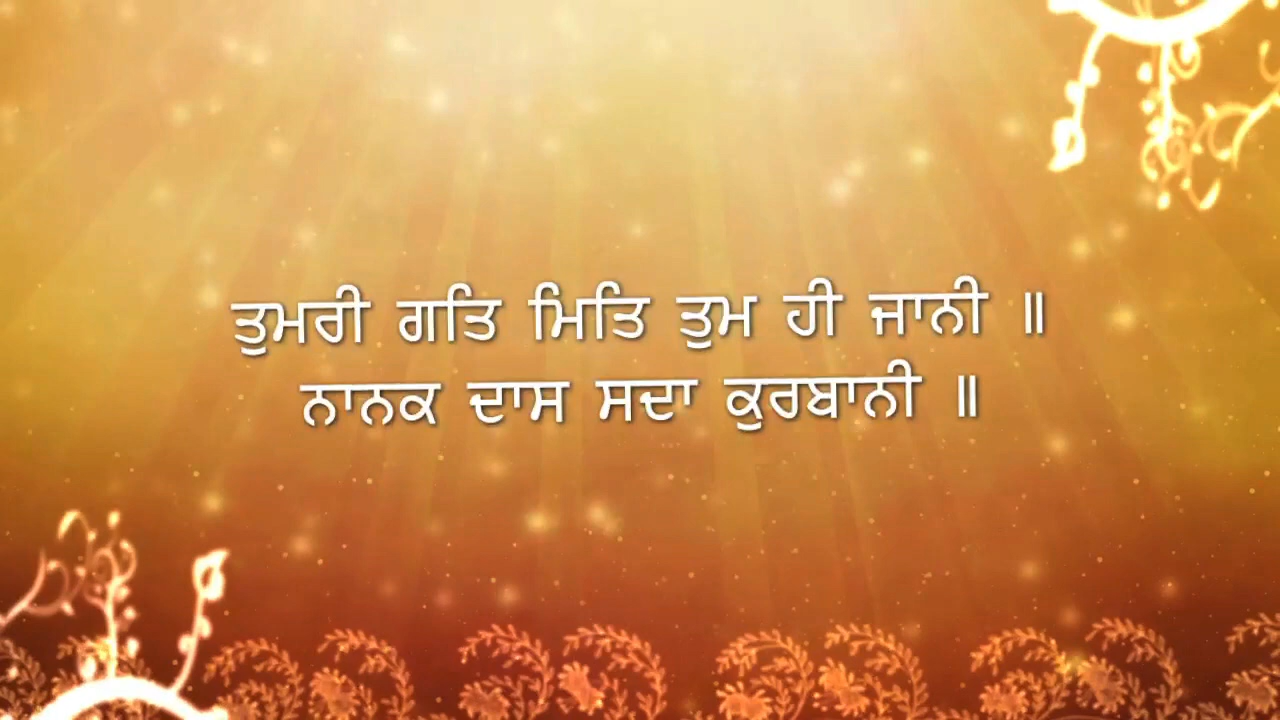 ਤੁਮਰੀ ਗਤਿ ਮਿਤਿ ਤੁਮ ਹੀ ਜਾਨੀ ॥
ਨਾਨਕ ਦਾਸ ਸਦਾ ਕੁਰਬਾਨੀ ॥